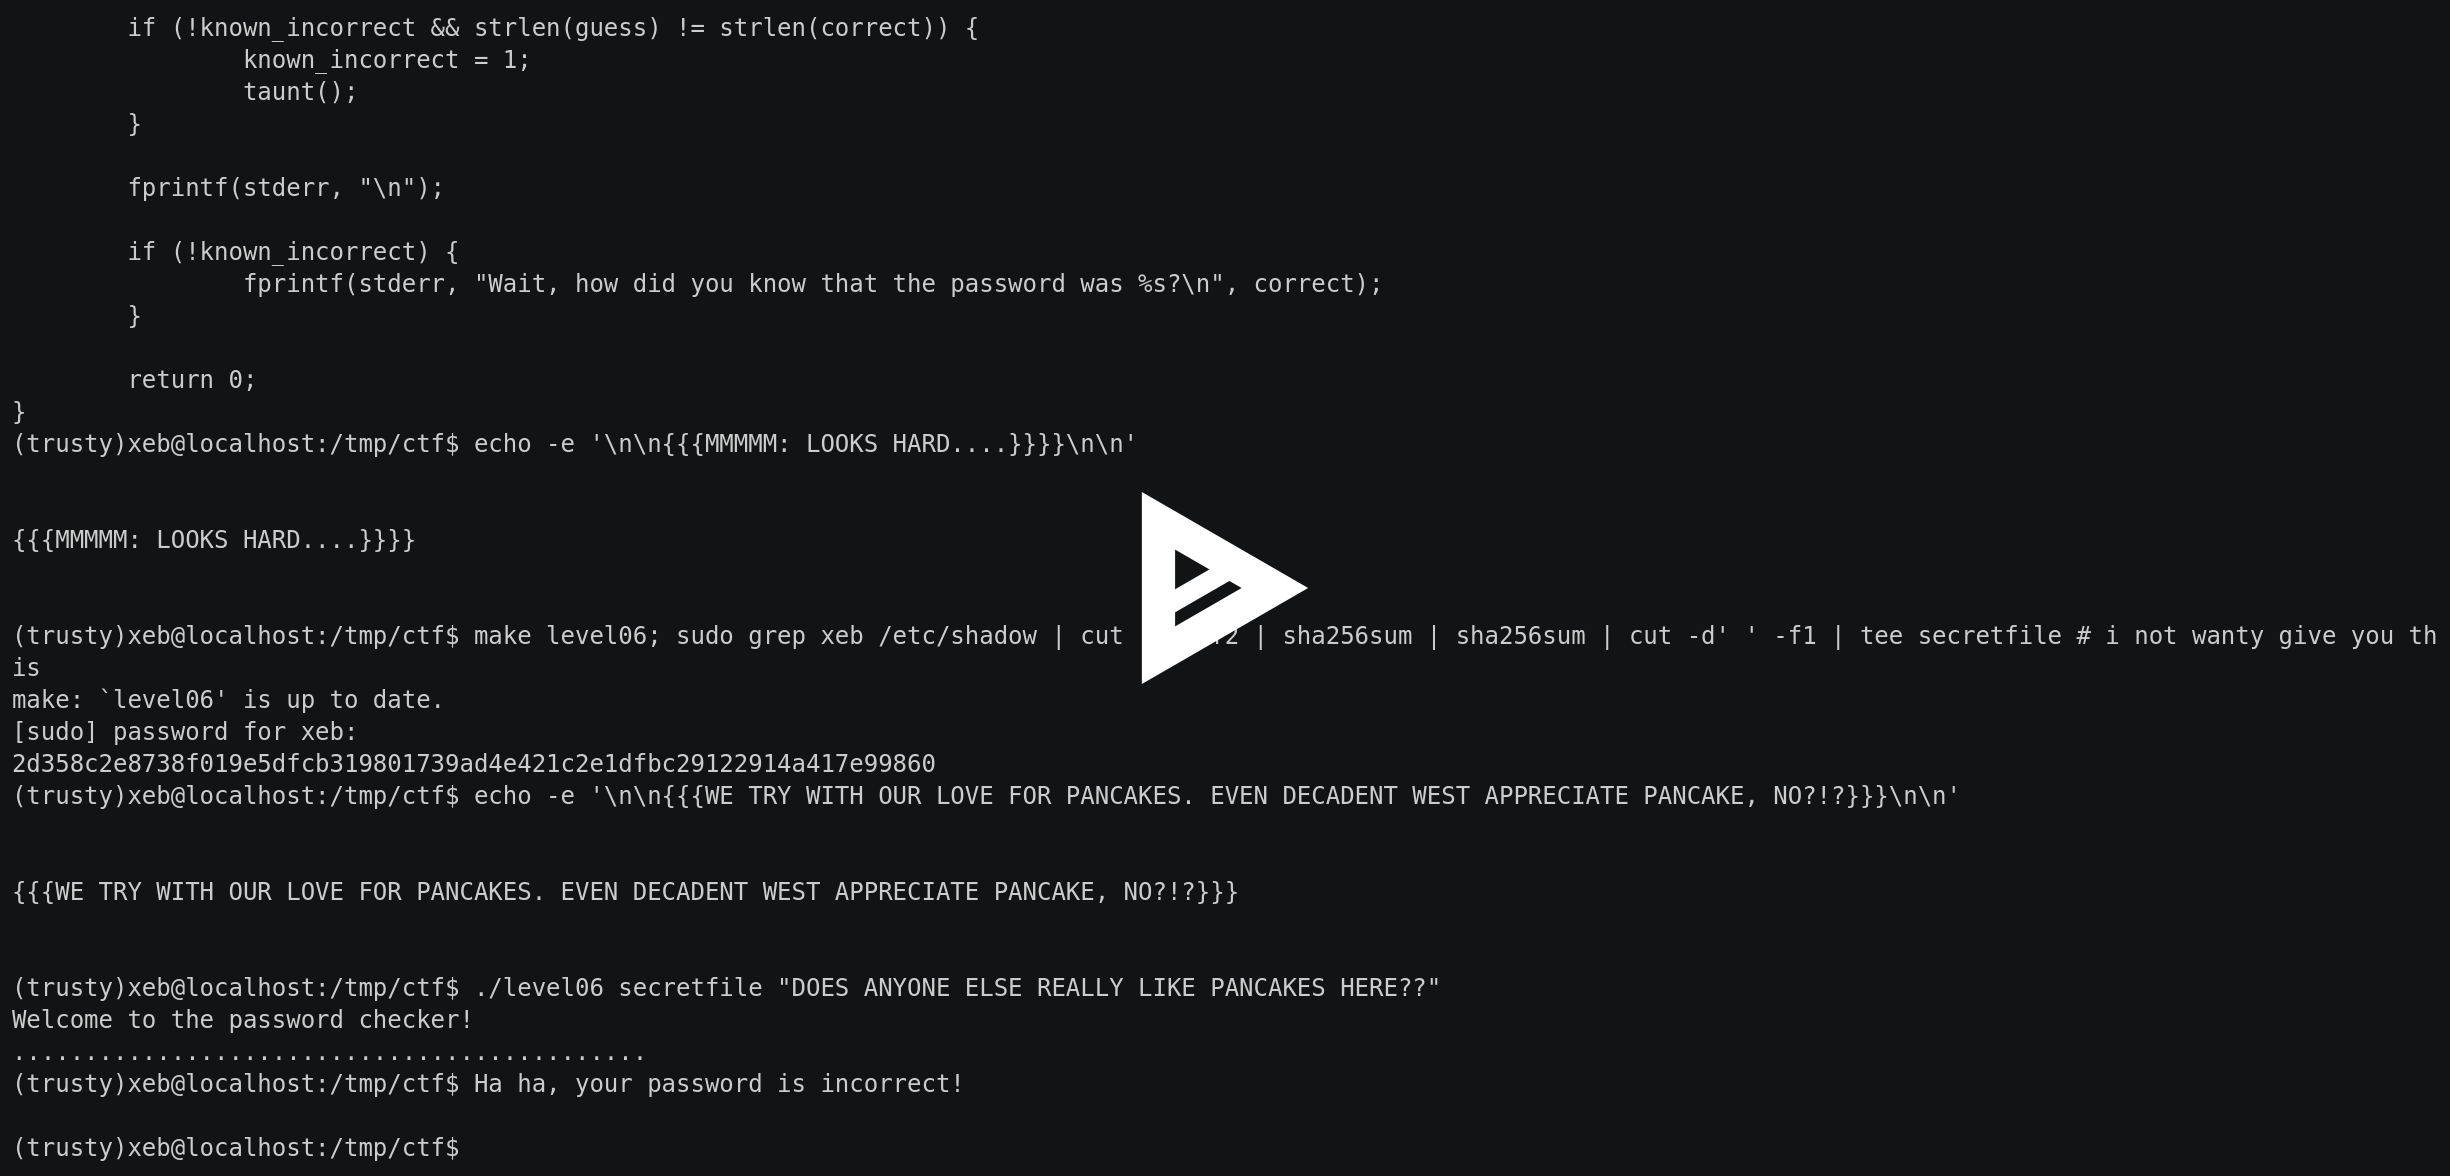 if (!known_incorrect && strlen(guess) != strlen(correct)) {
known_incorrect = 1;
taunt();
}
fprintf(stderr, "\n");
if (!known_incorrect) {
fprintf(stderr, "Wait, how did you know that the password was %s?\n", correct);
}
return 0;
}
(trusty)xeb@localhost:/tmp/ctf$ echo -e '\n\n{{{MMMMM: LOOKS HARD....}}}}\n\n'
{{{MMMMM: LOOKS HARD....}}}}
(trusty)xeb@localhost:/tmp/ctf$ make level06; sudo grep xeb /etc/shadow | cut | sha256sum | sha256sum | cut -d' ' -f1 | tee secretfile # i not wanty give you th
is
make: `level06' is up to date.
[sudo] password for xeb:
2d358c2e8738f019e5dfcb319801739ad4e421c2e1dfbc29122914a417e99860
(trusty)xeb@localhost:/tmp/ctf$ echo -e '\n\n{{{WE TRY WITH OUR LOVE FOR PANCAKES. EVEN DECADENT WEST APPRECIATE PANCAKE, NO?!?}}}\n\n'
{{{WE TRY WITH OUR LOVE FOR PANCAKES. EVEN DECADENT WEST APPRECIATE PANCAKE, NO?!?}}}
(trusty)xeb@localhost:/tmp/ctf$ ./level06 secretfile "DOES ANYONE ELSE REALLY LIKE PANCAKES HERE??"
Welcome to the password checker!
............................................
(trusty)xeb@localhost:/tmp/ctf$ Ha ha, your password is incorrect!
(trusty)xeb@localhost:/tmp/ctf$